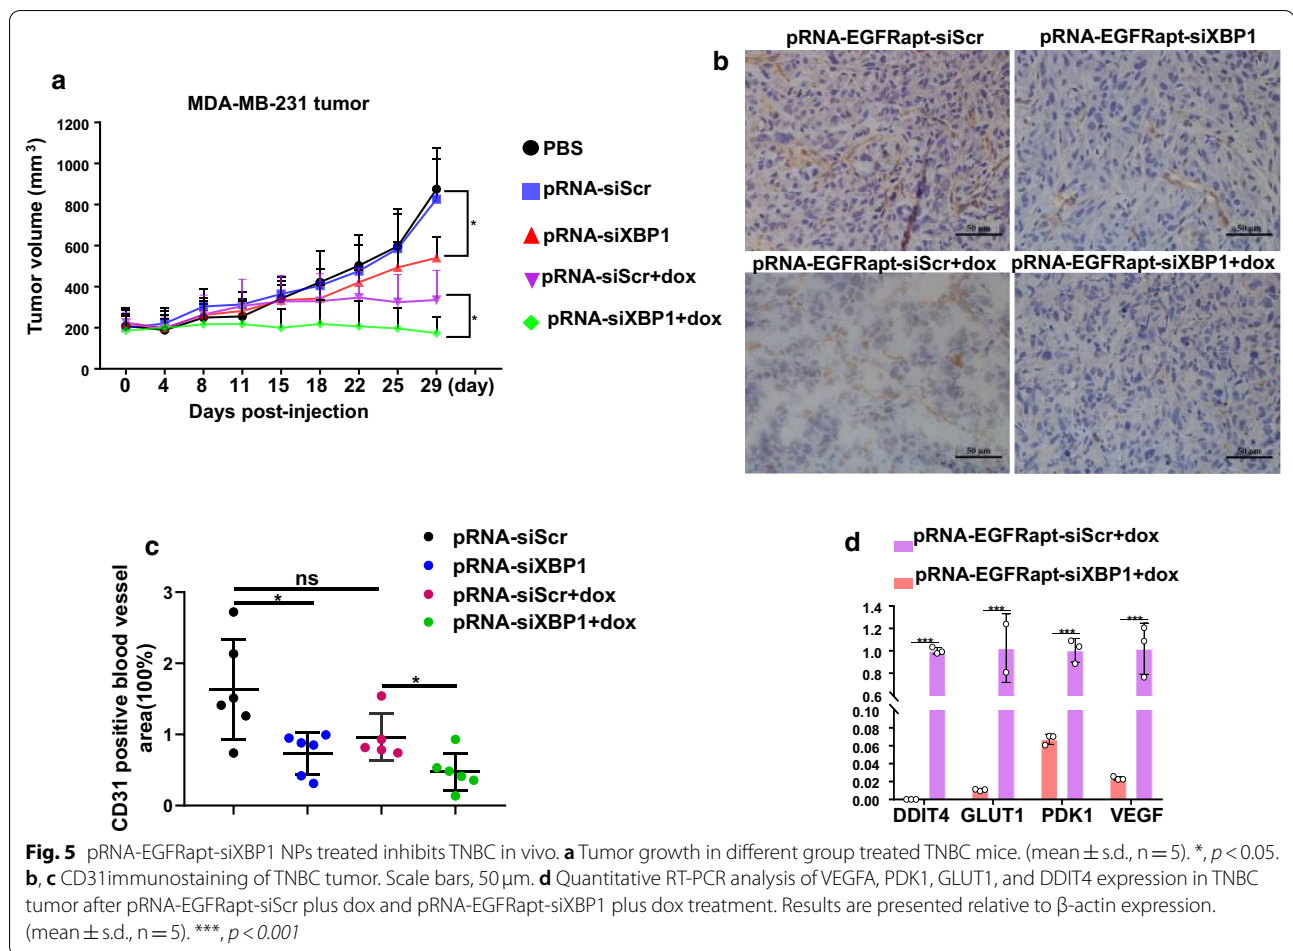 a
MDA-MB-231 tumor
Tumor volume (mm³)
1200
1000
800
600
400
200
0
0 4 8 11 15 18 22 25 29 (day)
Days post-injection
*
*
PBS
pRNA-siScr
pRNA-siXBP1
pRNA-siScr+dox
pRNA-siXBP1+dox
b
pRNA-EGFRapt-siScr
pRNA-EGFRapt-siXBP1
50 μm
50 μm
pRNA-EGFRapt-siScr+dox
pRNA-EGFRapt-siXBP1+dox
50 μm
50 μm
c
pRNA-siScr
pRNA-siXBP1
pRNA-siScr+dox
pRNA-siXBP1+dox
CD31 positive blood vessel
area(100%)
3
2
1
0
ns
*
*
d
pRNA-EGFRapt-siScr+dox
pRNA-EGFRapt-siXBP1+dox
1.4
1.2
1.0
0.8
0.6
0.10
0.08
0.06
0.04
0.02
0.00
***
***
***
***
DDIT4 GLUT1 PDK1 VEGF
Fig. 5 pRNA-EGFRapt-siXBP1 NPs treated inhibits TNBC in vivo. a Tumor growth in different group treated TNBC mice. (mean ± s.d., n = 5). *, p < 0.05.
b, c CD31immunostaining of TNBC tumor. Scale bars, 50 μm. d Quantitative RT-PCR analysis of VEGFA, PDK1, GLUT1, and DDIT4 expression in TNBC
tumor after pRNA-EGFRapt-siScr plus dox and pRNA-EGFRapt-siXBP1 plus dox treatment. Results are presented relative to β-actin expression.
(mean ± s.d., n = 5). ***, p < 0.001